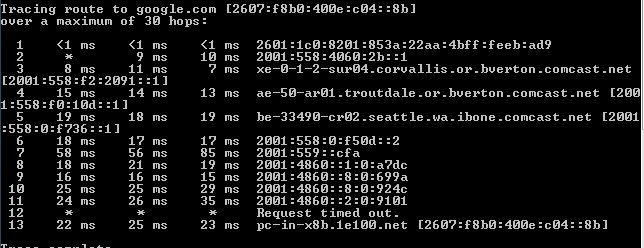 Tracing route to google.com [2607:f8b0:400e:c04::8b]
over a maximum of 30 hops:
1 <1 ms <1 ms <1 ms 2601:1c0:8201:853a:22aa:4bff:feeb:ad9
2 * 9 ms 10 ms 2001:558:4060:2b::1
3 8 ms 11 ms 7 ms xe-0-1-2-sur04.corvallis.or.bverton.comcast.net
[2001:558:f2:2091::1]
4 15 ms 14 ms 13 ms ae-50-ar01.troutdale.or.bverton.comcast.net [200
1:558:f0:10d::1]
5 19 ms 18 ms 19 ms be-33490-cr02.seattle.wa.ibone.comcast.net [2001
:558:0:f736::1]
6 18 ms 17 ms 17 ms 2001:558:0:f50d::2
7 58 ms 56 ms 85 ms 2001:559::cfa
8 18 ms 21 ms 19 ms 2001:4860::1:0:a7dc
9 16 ms 16 ms 15 ms 2001:4860::8:0:699a
10 25 ms 25 ms 29 ms 2001:4860::8:0:924c
11 24 ms 26 ms 35 ms 2001:4860::2:0:9101
12 * * * Request timed out.
13 22 ms 25 ms 23 ms pc-in-x8b.1e100.net [2607:f8b0:400e:c04::8b]
Trace complete